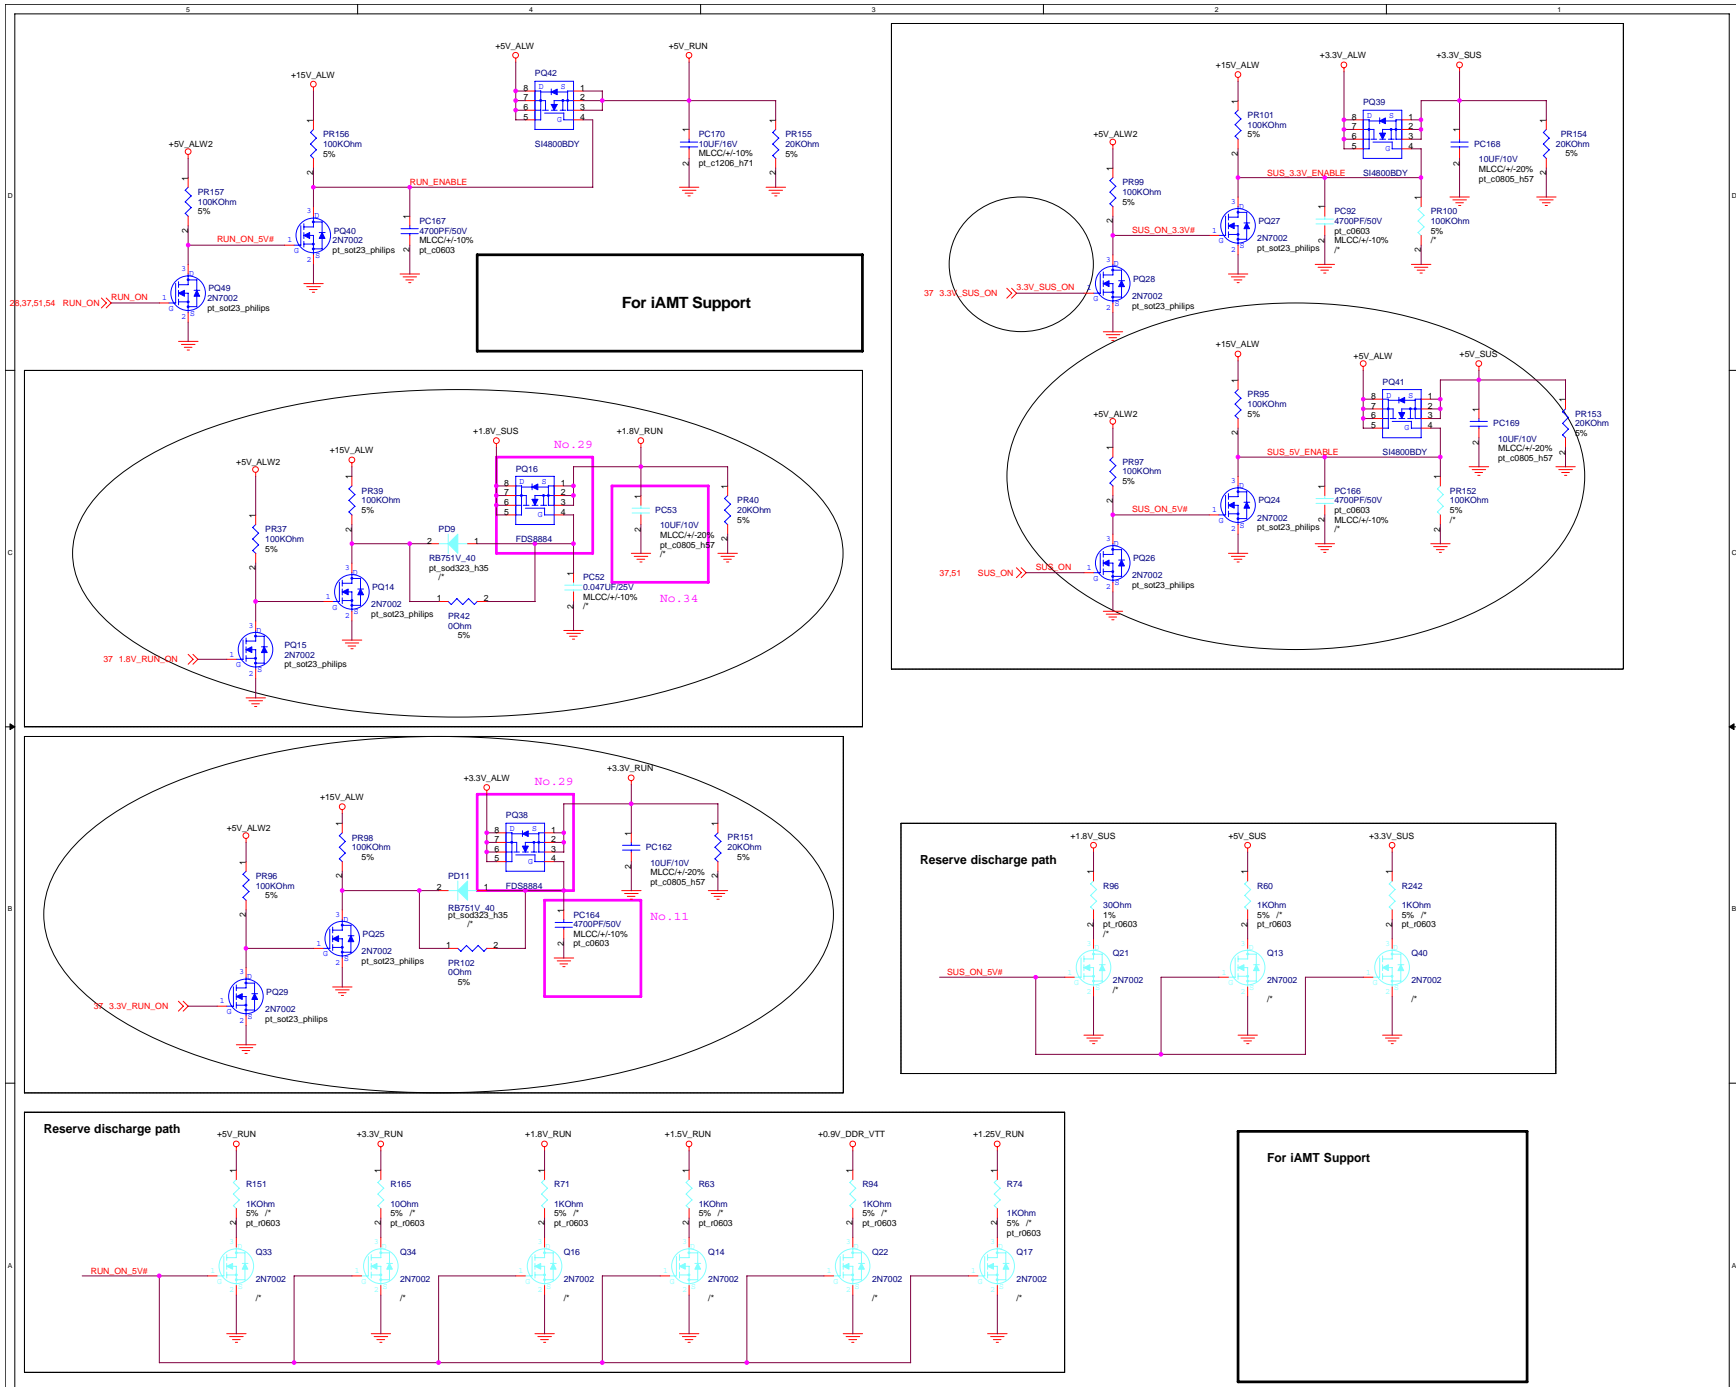 5
4
3
2
1
D
C
B
A
+5V_ALW
+5V_RUN
PQ42
SI4800BDY
+15V_ALW
PR156
100KOhm
5%
+5V_ALW2
PR157
100KOhm
5%
RUN_ENABLE
PC170
10UF/16V
MLCC/+/-10%
pt_c1206_h71
PR155
20KOhm
5%
PQ40
2N7002
pt_sot23_philips
RUN_ON_5V#
PC167
4700PF/50V
MLCC/+/-10%
pt_c0603
28,37,51,54 RUN_ON
RUN_ON
PQ49
2N7002
pt_sot23_philips
For iAMT Support
+15V_ALW
+3.3V_ALW
+3.3V_SUS
PR101
100KOhm
5%
PQ39
SI4800BDY
PC168
10UF/10V
MLCC/+/-20%
pt_c0805_h57
PR154
20KOhm
5%
+5V_ALW2
PR99
100KOhm
5%
SUS_3.3V_ENABLE
PQ27
2N7002
pt_sot23_philips
PC92
4700PF/50V
pt_c0603
MLCC/+/-10%
/*
PR100
100KOhm
5%
/*
SUS_ON_3.3V#
37 3.3V_SUS_ON
3.3V_SUS_ON
PQ28
2N7002
pt_sot23_philips
+15V_ALW
+5V_ALW
+5V_SUS
PR95
100KOhm
5%
PQ41
SI4800BDY
PC169
10UF/10V
MLCC/+/-20%
pt_c0805_h57
PR153
20KOhm
5%
+5V_ALW2
PR97
100KOhm
5%
SUS_5V_ENABLE
PQ24
2N7002
pt_sot23_philips
PC166
4700PF/50V
pt_c0603
MLCC/+/-10%
/*
PR152
100KOhm
5%
/*
SUS_ON_5V#
37,51 SUS_ON
SUS_ON
PQ26
2N7002
pt_sot23_philips
+1.8V_SUS
No.29
+1.8V_RUN
+15V_ALW
+5V_ALW2
PQ16
FDS8884
PR39
100KOhm
5%
PR37
100KOhm
5%
PD9
RB751V_40
pt_sod323_h35
/*
PC53
10UF/10V
MLCC/+/-20%
pt_c0805_h57
/*
No.34
PR40
20KOhm
5%
PC52
0.047UF/25V
MLCC/+/-10%
/*
PR42
0Ohm
5%
PQ14
2N7002
pt_sot23_philips
37 1.8V_RUN_ON
PQ15
2N7002
pt_sot23_philips
+3.3V_ALW
No.29
+3.3V_RUN
+15V_ALW
+5V_ALW2
PQ38
FDS8884
PR98
100KOhm
5%
PR96
100KOhm
5%
PD11
RB751V_40
pt_sod323_h35
/*
PC162
10UF/10V
MLCC/+/-20%
pt_c0805_h57
PR151
20KOhm
5%
PC164
4700PF/50V
MLCC/+/-10%
pt_c0603
No.11
PR102
0Ohm
5%
PQ25
2N7002
pt_sot23_philips
37 3.3V_RUN_ON
PQ29
2N7002
pt_sot23_philips
Reserve discharge path
+1.8V_SUS
+5V_SUS
+3.3V_SUS
R96
30Ohm
1%
pt_r0603
/*
R60
1KOhm
5% /*
pt_r0603
R242
1KOhm
5% /*
pt_r0603
SUS_ON_5V#
Q21
2N7002
/*
Q13
2N7002
/*
Q40
2N7002
/*
Reserve discharge path
+5V_RUN
+3.3V_RUN
+1.8V_RUN
+1.5V_RUN
+0.9V_DDR_VTT
+1.25V_RUN
R151
1KOhm
5% /*
pt_r0603
R165
10Ohm
5% /*
pt_r0603
R71
1KOhm
5% /*
pt_r0603
R63
1KOhm
5% /*
pt_r0603
R94
1KOhm
5% /*
pt_r0603
R74
1KOhm
5% /*
pt_r0603
RUN_ON_5V#
Q33
2N7002
/*
Q34
2N7002
/*
Q16
2N7002
/*
Q14
2N7002
/*
Q22
2N7002
/*
Q17
2N7002
/*
For iAMT Support